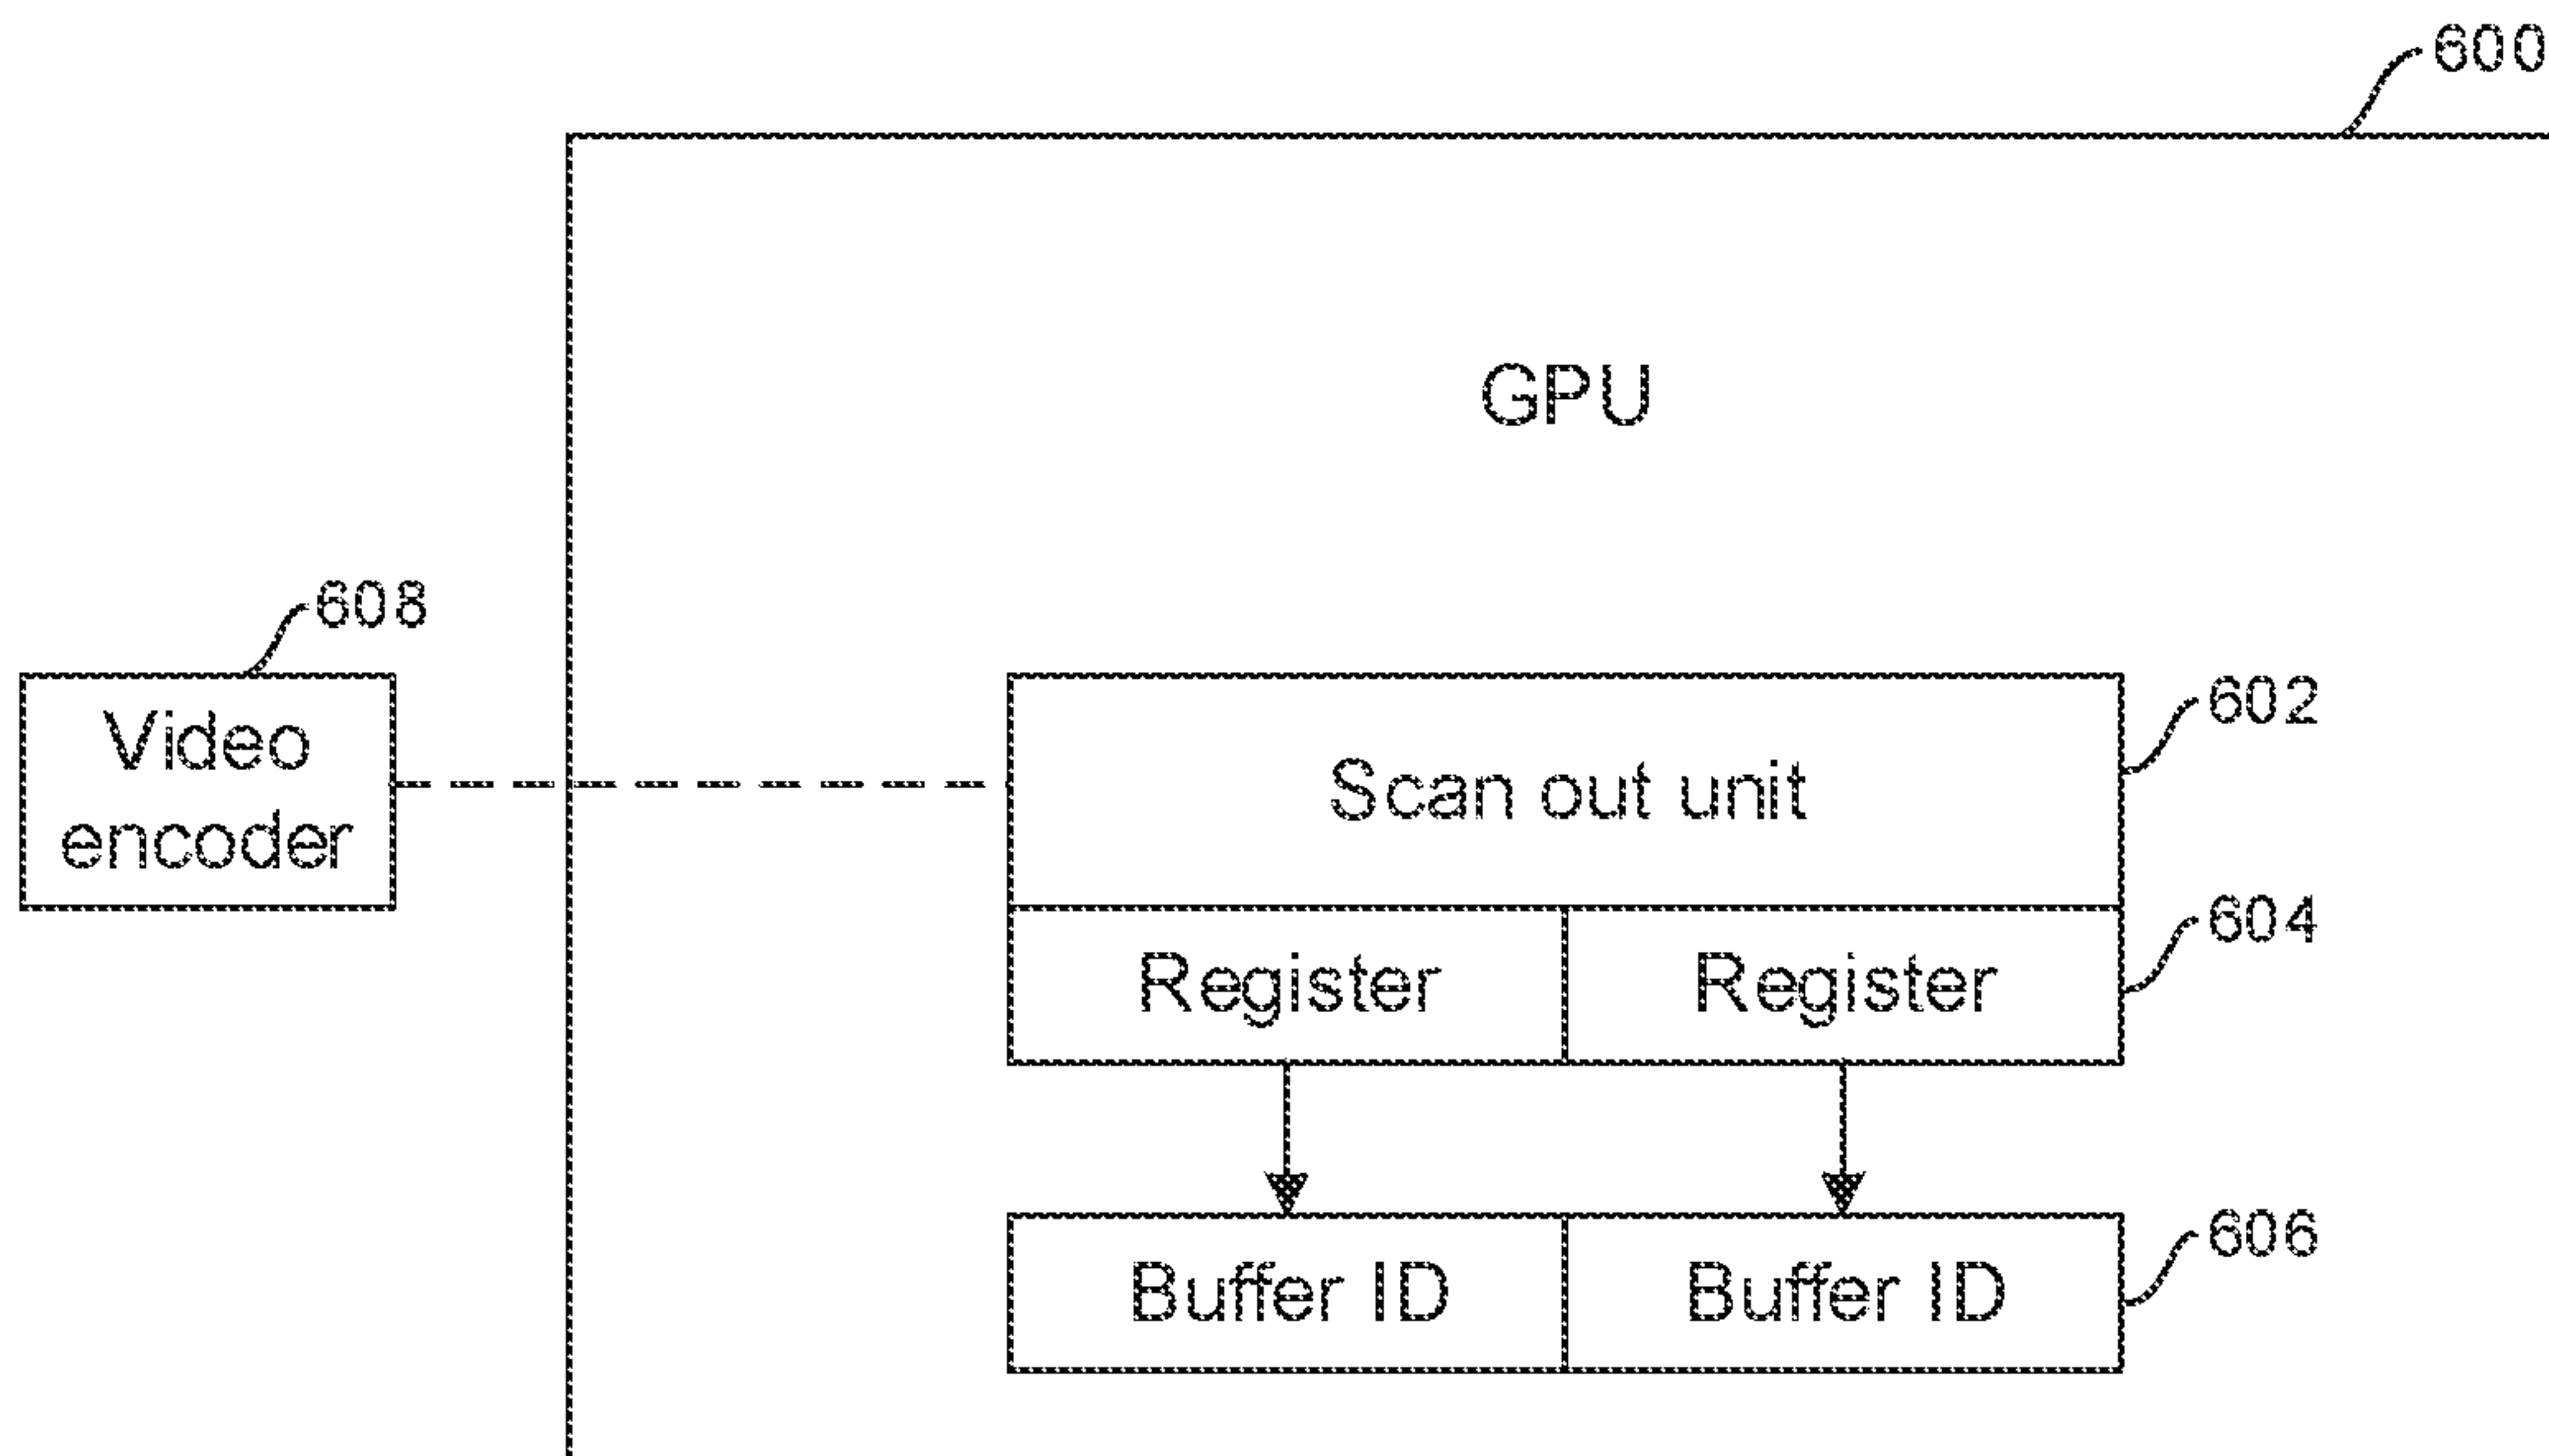 600
GPU
608
Video
encoder
602
Scan out unit
604
Register Register
606
Buffer ID Buffer ID